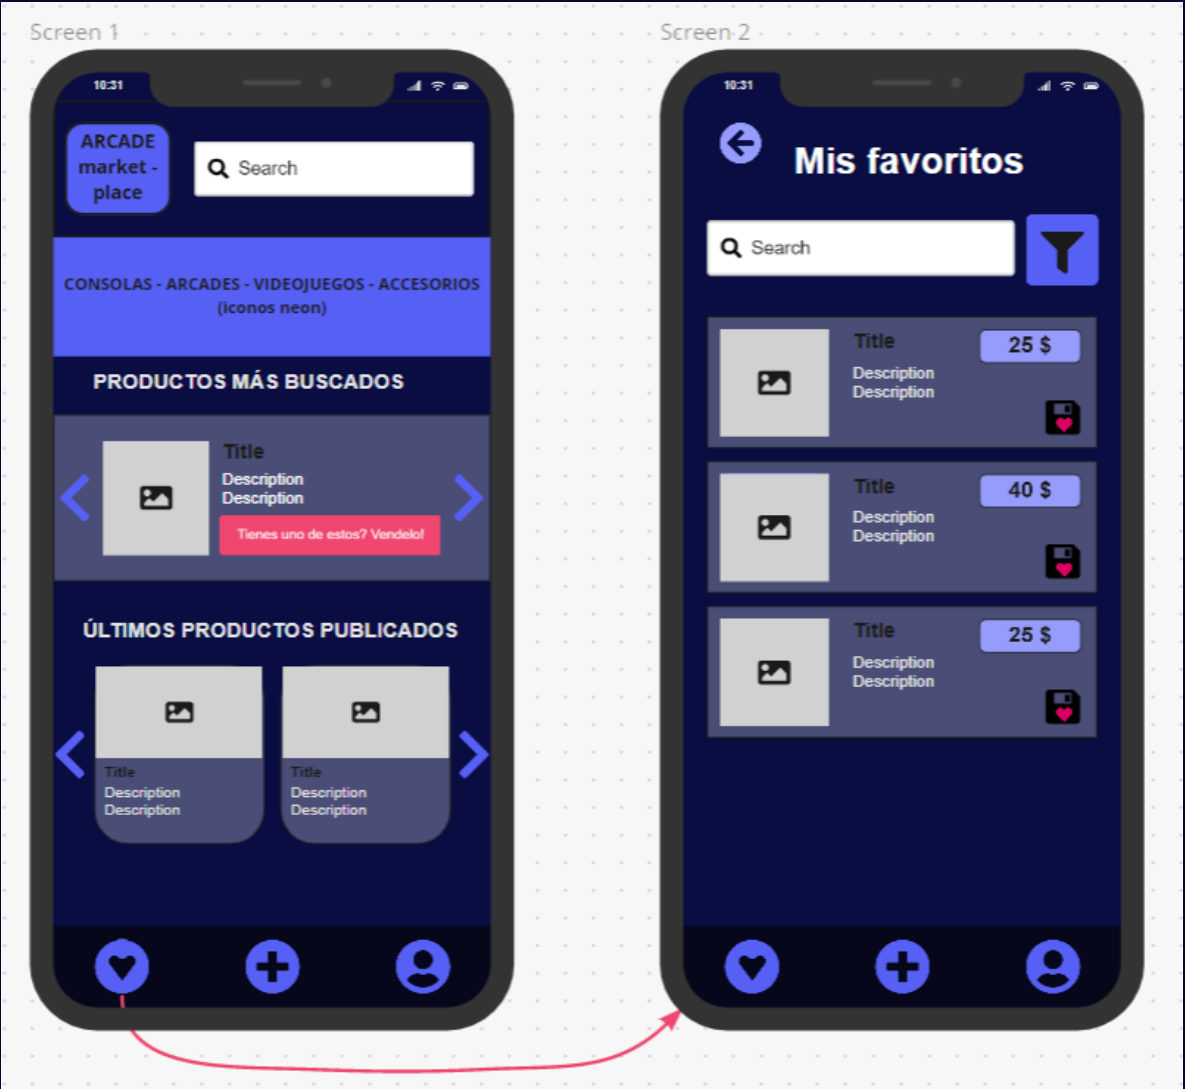 Screen 1
10:31
ARCADE
market -
place
Search
CONSOLAS - ARCADES - VIDEOJUEGOS - ACCESORIOS
(iconos neon)
PRODUCTOS MÁS BUSCADOS
Title
Description
Description
Tienes uno de estos? Vendelo!
ÚLTIMOS PRODUCTOS PUBLICADOS
Title
Description
Description
Title
Description
Description
Screen 2
10:31
Mis favoritos
Search
Title
25 $
Description
Description
Title
40 $
Description
Description
Title
25 $
Description
Description